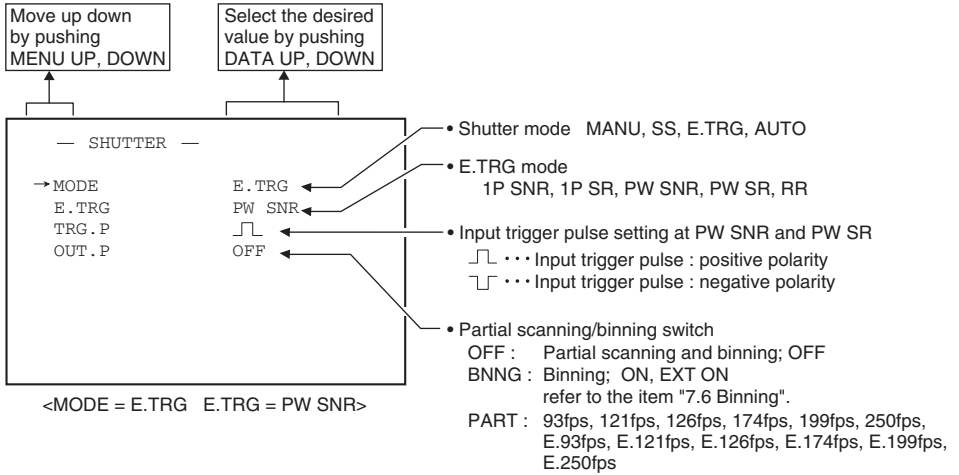 Move up down
by pushing
MENU UP, DOWN
Select the desired
value by pushing
DATA UP, DOWN
— SHUTTER —
→MODE E.TRG
E.TRG PW SNR
TRG.P
OUT.P OFF
<MODE = E.TRG E.TRG = PW SNR>
• Shutter mode MANU, SS, E.TRG, AUTO
• E.TRG mode
1P SNR, 1P SR, PW SNR, PW SR, RR
• Input trigger pulse setting at PW SNR and PW SR
･･･Input trigger pulse : positive polarity
･･･Input trigger pulse : negative polarity
• Partial scanning/binning switch
OFF : Partial scanning and binning; OFF
BNNG : Binning; ON, EXT ON
refer to the item "7.6 Binning".
PART : 93fps, 121fps, 126fps, 174fps, 199fps, 250fps,
E.93fps, E.121fps, E.126fps, E.174fps, E.199fps,
E.250fps